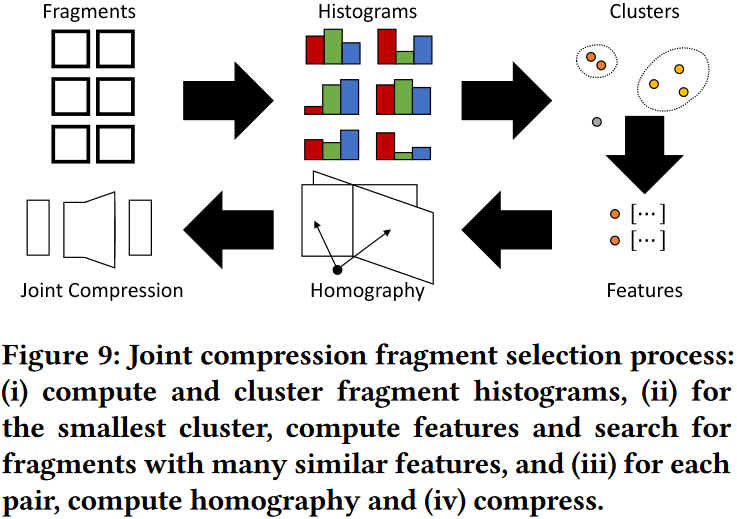 Fragments
Histograms
Clusters
[⋯]
[⋯]
Joint Compression
Homography
Features
Figure 9: Joint compression fragment selection process:
(i) compute and cluster fragment histograms, (ii) for
the smallest cluster, compute features and search for
fragments with many similar features, and (iii) for each
pair, compute homography and (iv) compress.